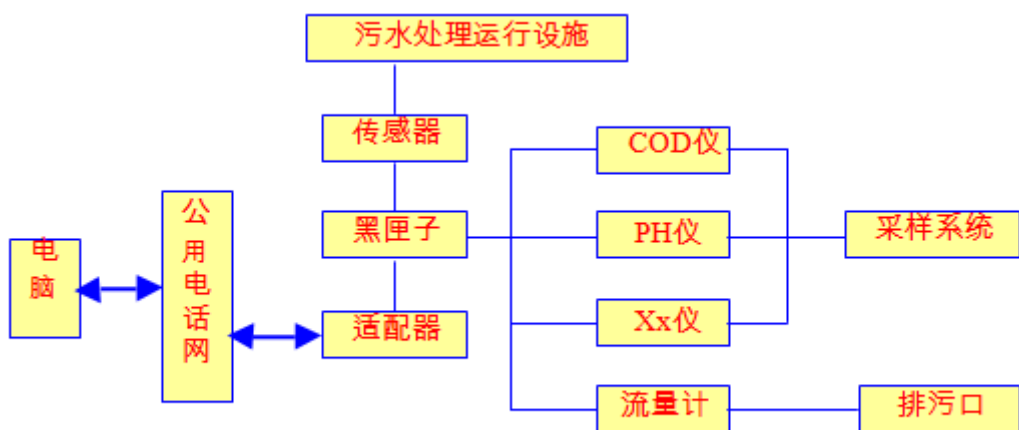 污水处理运行设施
传感器
COD仪
公用电话网
黑匣子
PH仪
采样系统
电脑
适配器
Xx仪
流量计
排污口